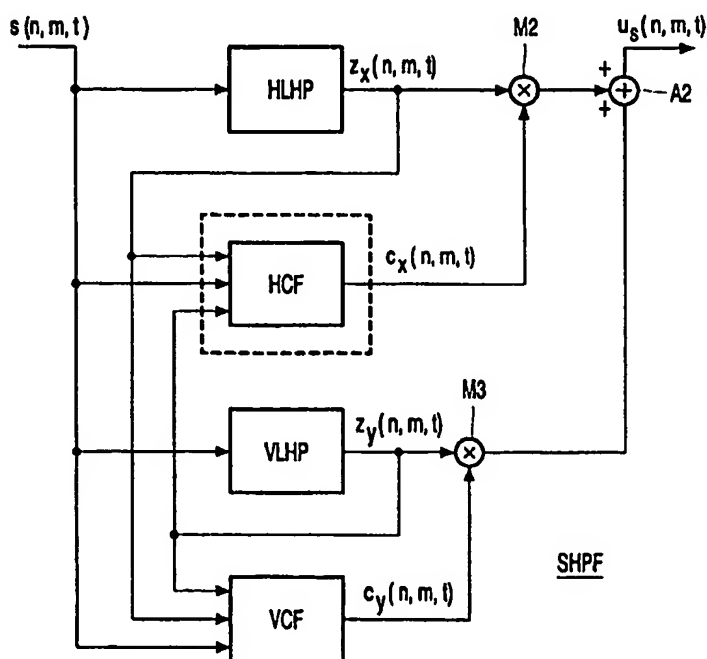 s(n,m,t)
HLHP
z_x(n,m,t)
M2
×
u_s(n,m,t)
+
+
+
A2
HCF
c_x(n,m,t)
VLHP
z_y(n,m,t)
M3
×
VCF
c_y(n,m,t)
SHPF